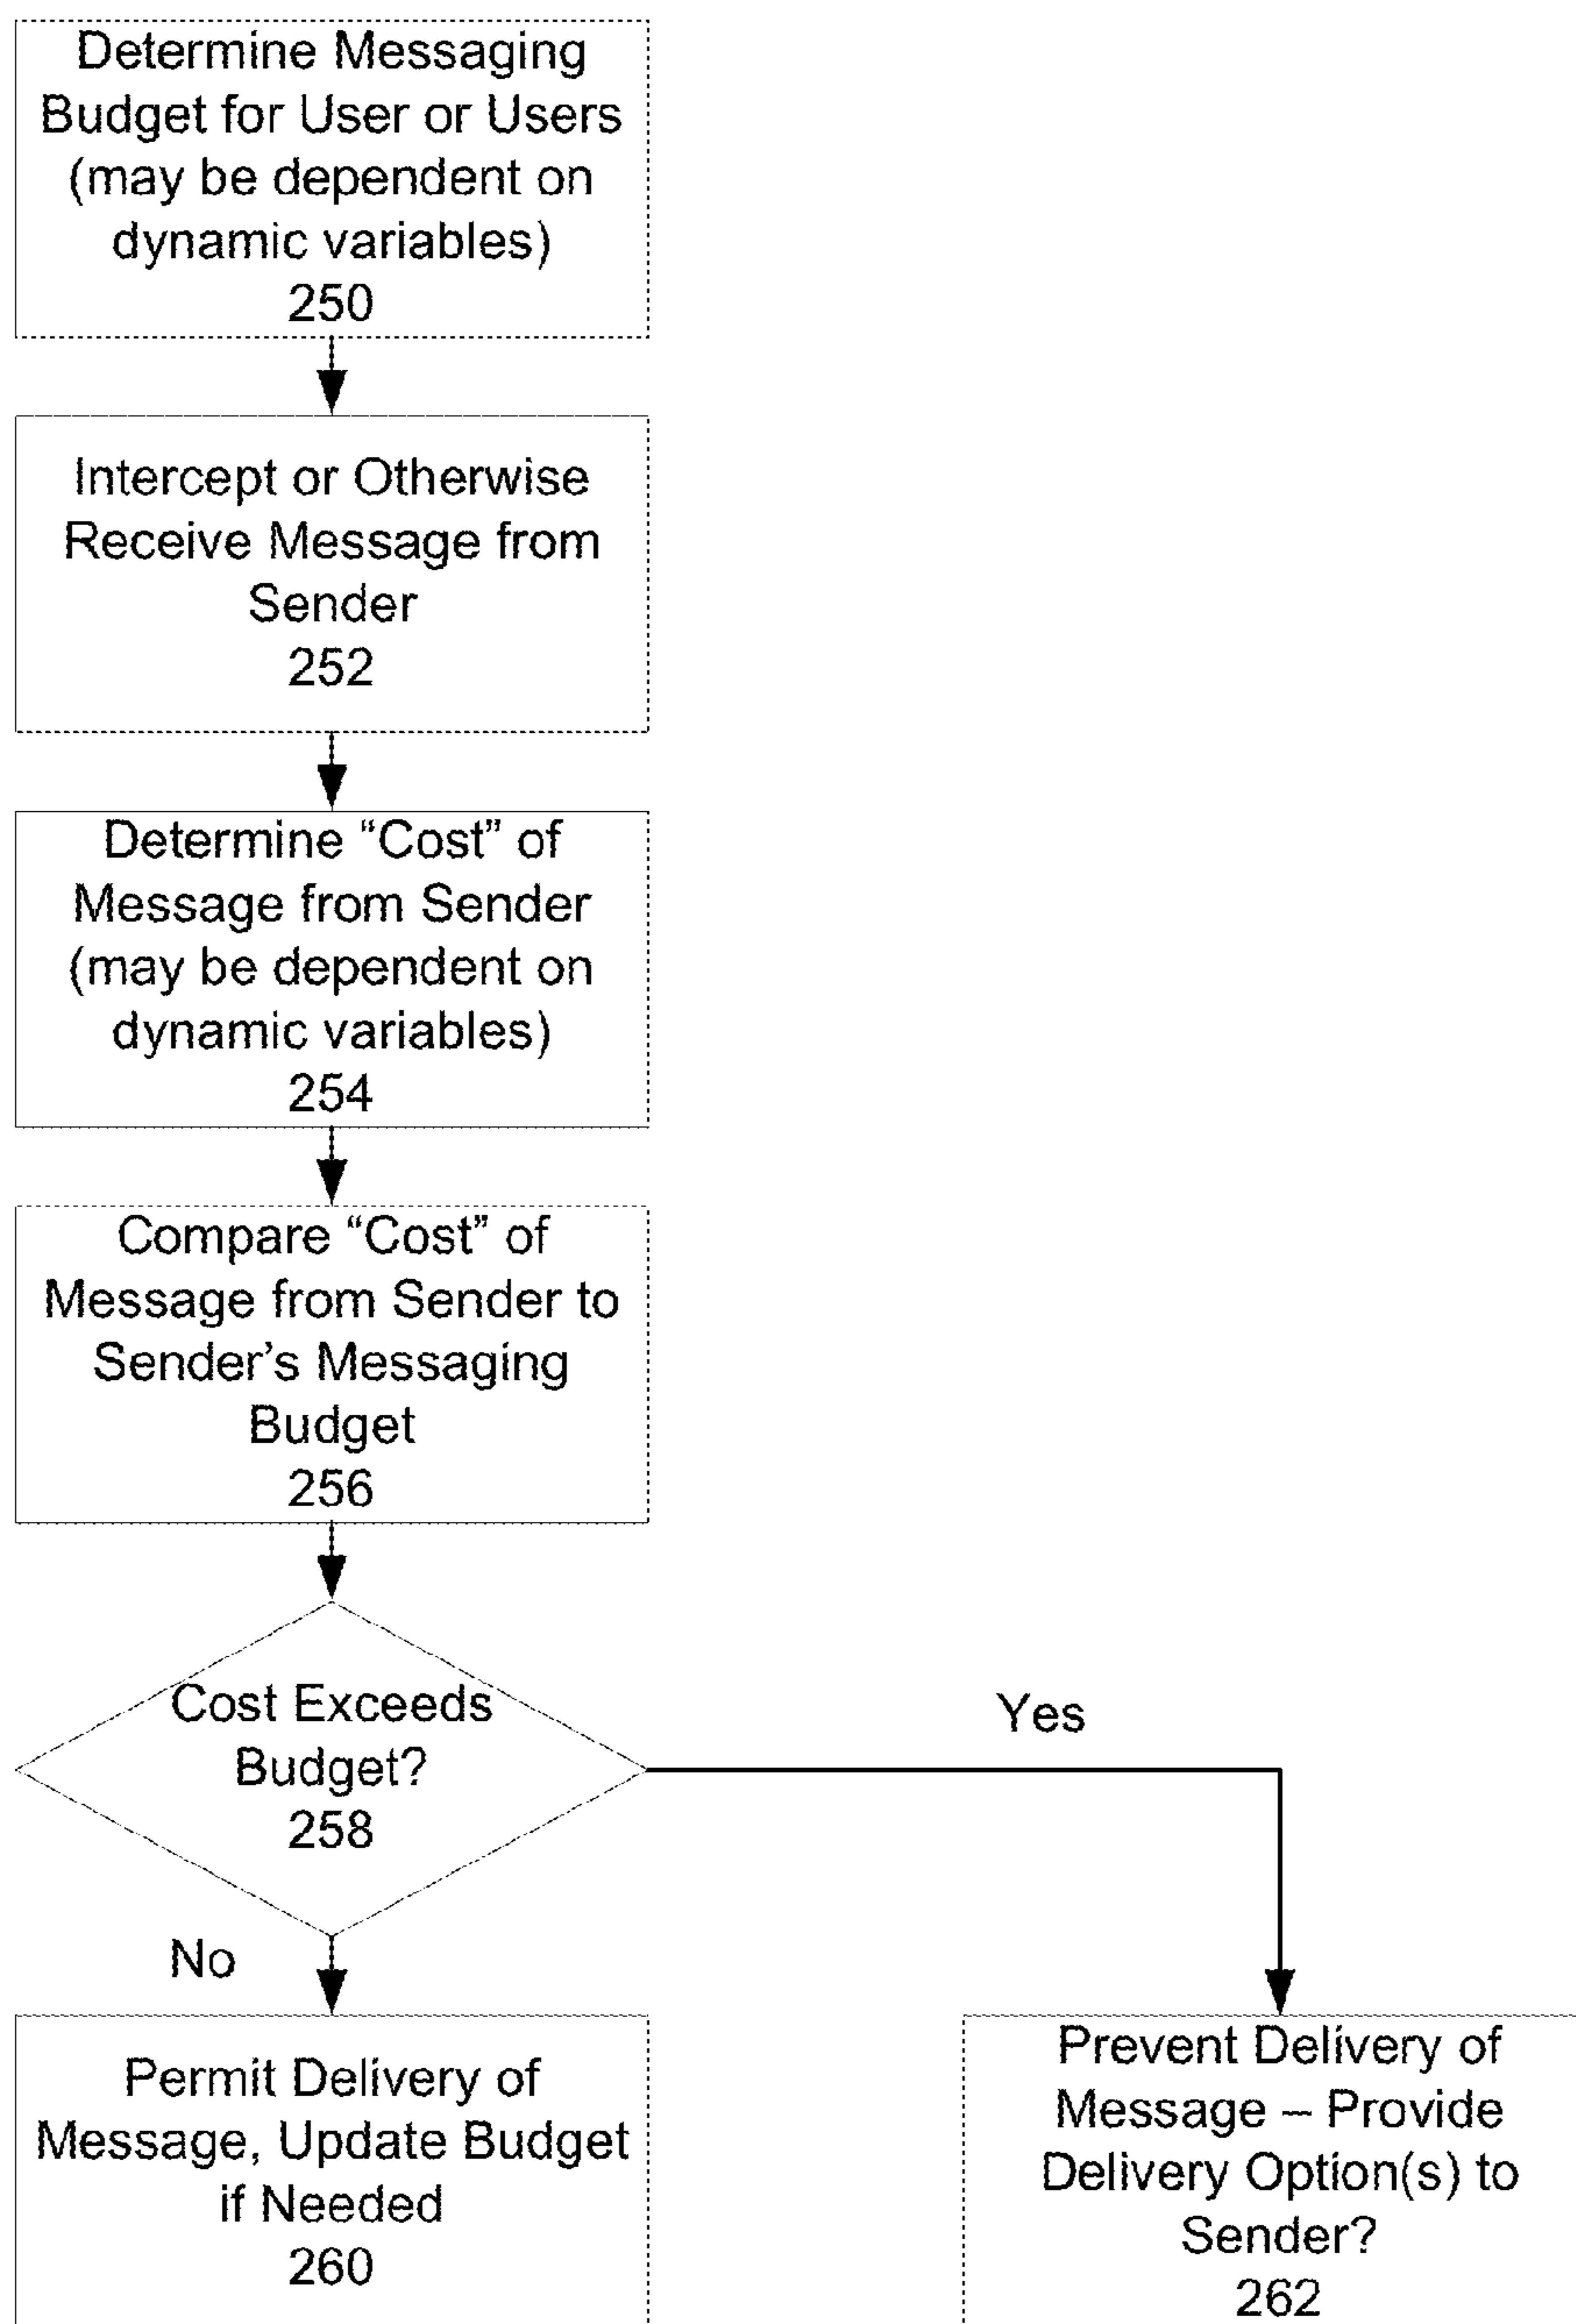 Determine Messaging
Budget for User or Users
(may be dependent on
dynamic variables)
250
Intercept or Otherwise
Receive Message from
Sender
252
Determine “Cost” of
Message from Sender
(may be dependent on
dynamic variables)
254
Compare “Cost” of
Message from Sender to
Sender’s Messaging
Budget
256
Cost Exceeds
Budget?
258
Yes
No
Permit Delivery of
Message, Update Budget
if Needed
260
Prevent Delivery of
Message – Provide
Delivery Option(s) to
Sender?
262